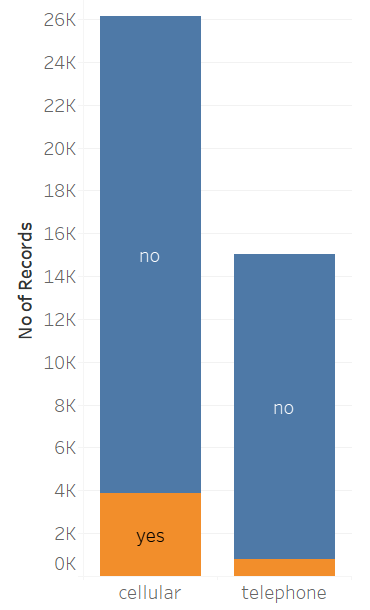 26K
24K
22K
20K
18K
16K
14K
12K
10K
8K
6K
4K
2K
0K
No of Records
no
no
yes
cellular
telephone